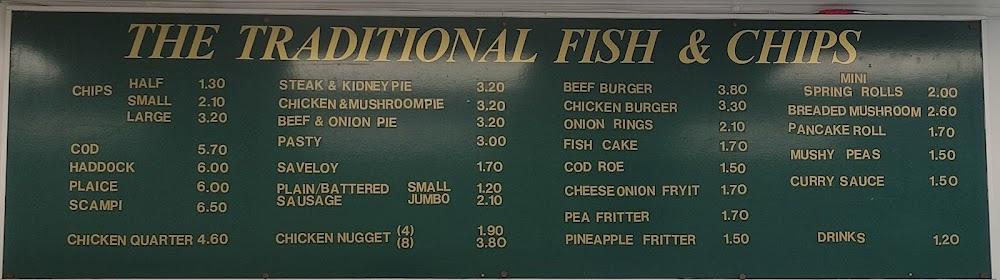 THE TRADITIONAL FISH & CHIPS
CHIPS HALF 1.30
SMALL 2.10
LARGE 3.20
COD 5.70
HADDOCK 6.00
PLAICE 6.00
SCAMPI 6.50
CHICKEN QUARTER 4.60
STEAK & KIDNEY PIE 3.20
CHICKEN & MUSHROOM PIE 3.20
BEEF & ONION PIE 3.20
PASTY 3.00
SAVELOY 1.70
PLAIN/BATTERED SMALL 1.20
SAUSAGE JUMBO 2.10
CHICKEN NUGGET (4) 1.90
(8) 3.80
BEEF BURGER 3.80
CHICKEN BURGER 3.30
ONION RINGS 2.10
FISH CAKE 1.70
COD ROE 1.50
CHEESE ONION FRYIT 1.70
PEA FRITTER 1.70
PINEAPPLE FRITTER 1.50
MINI
SPRING ROLLS 2.00
BREADED MUSHROOM 2.60
PANCAKE ROLL 1.70
MUSHY PEAS 1.50
CURRY SAUCE 1.50
DRINKS 1.20